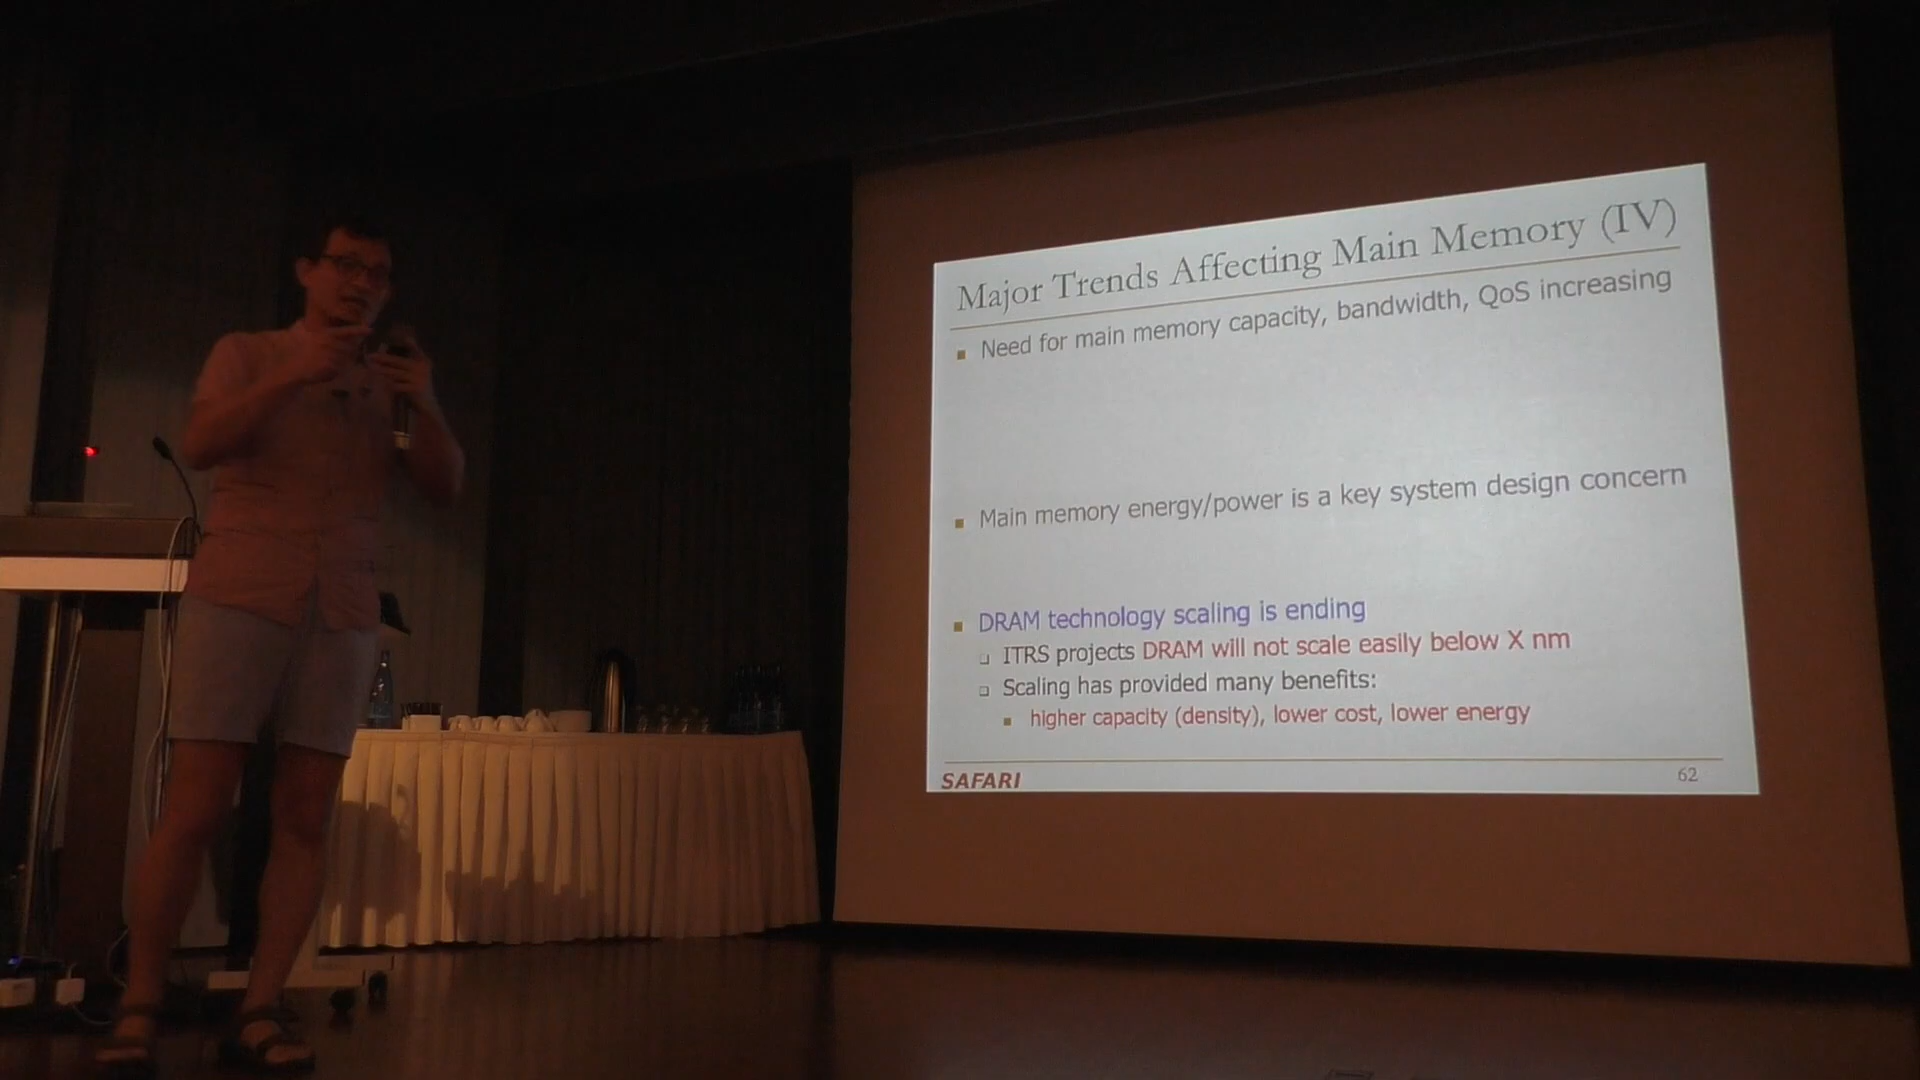 Major Trends Affecting Main Memory (IV)
Need for main memory capacity, bandwidth, QoS increasing
Main memory energy/power is a key system design concern
DRAM technology scaling is ending
ITRS projects DRAM will not scale easily below X nm
Scaling has provided many benefits:
higher capacity (density), lower cost, lower energy
SAFARI
62